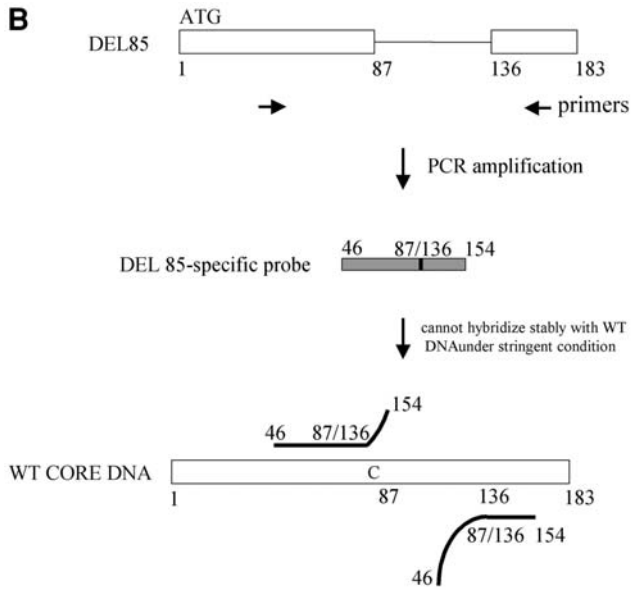 B
ATG
DEL85
1 87 136 183
primers
PCR amplification
46 87/136 154
DEL 85-specific probe
cannot hybridize stably with WT
DNAunder stringent condition
154
46 87/136
WT CORE DNA C
1 87 136 183
87/136 154
46